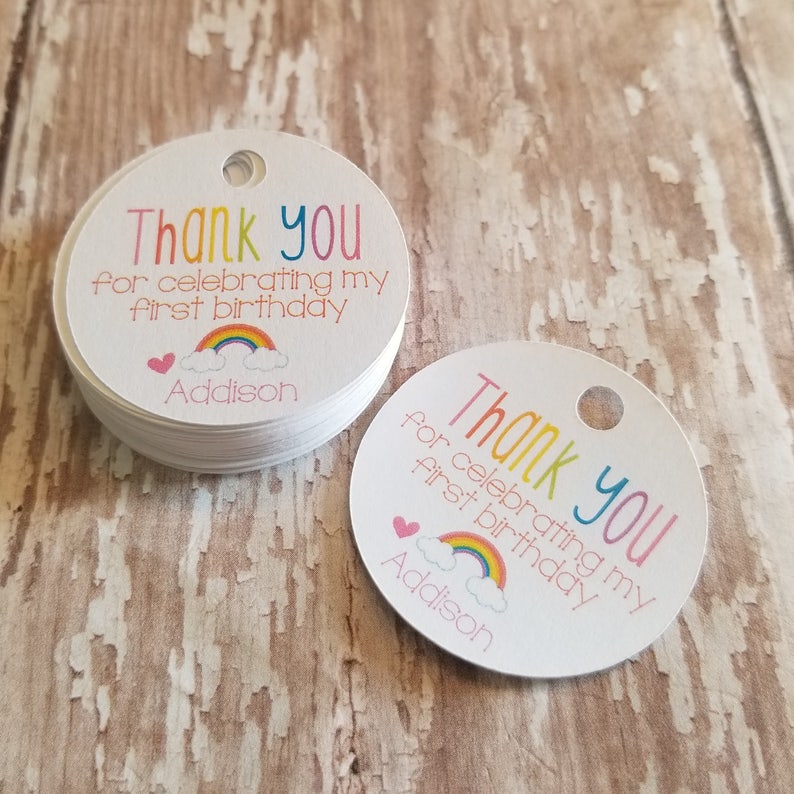 Thank you
for celebrating my
first birthday
Addison
Thank you
for celebrating my
first birthday
Addison